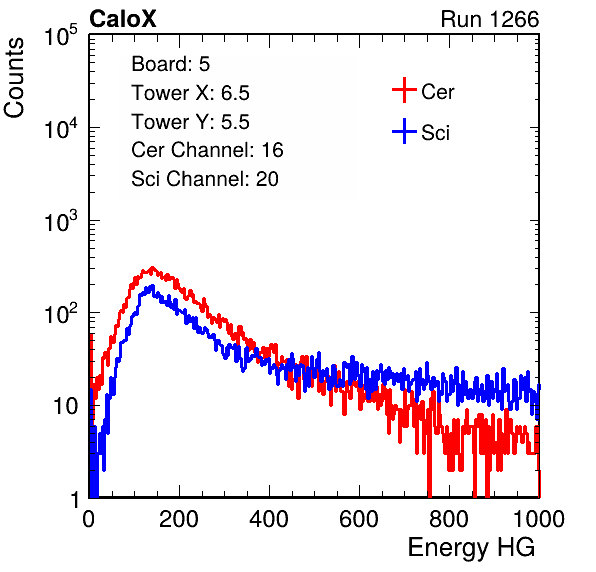 CaloX Run 1266
Counts
10^5
10^4
10^3
10^2
10
1
Board: 5
Tower X: 6.5
Tower Y: 5.5
Cer Channel: 16
Sci Channel: 20
Cer
Sci
0 200 400 600 800 1000
Energy HG